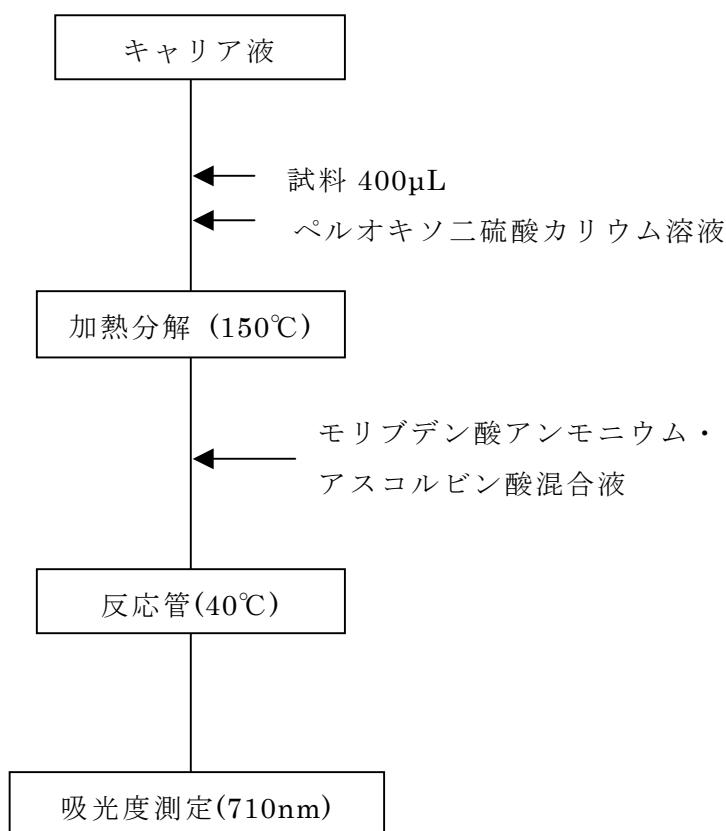 キャリア液
試料 400µL
ペルオキソ二硫酸カリウム溶液
加熱分解 (150℃)
モリブデン酸アンモニウム・
アスコルビン酸混合液
反応管(40℃)
吸光度測定(710nm)